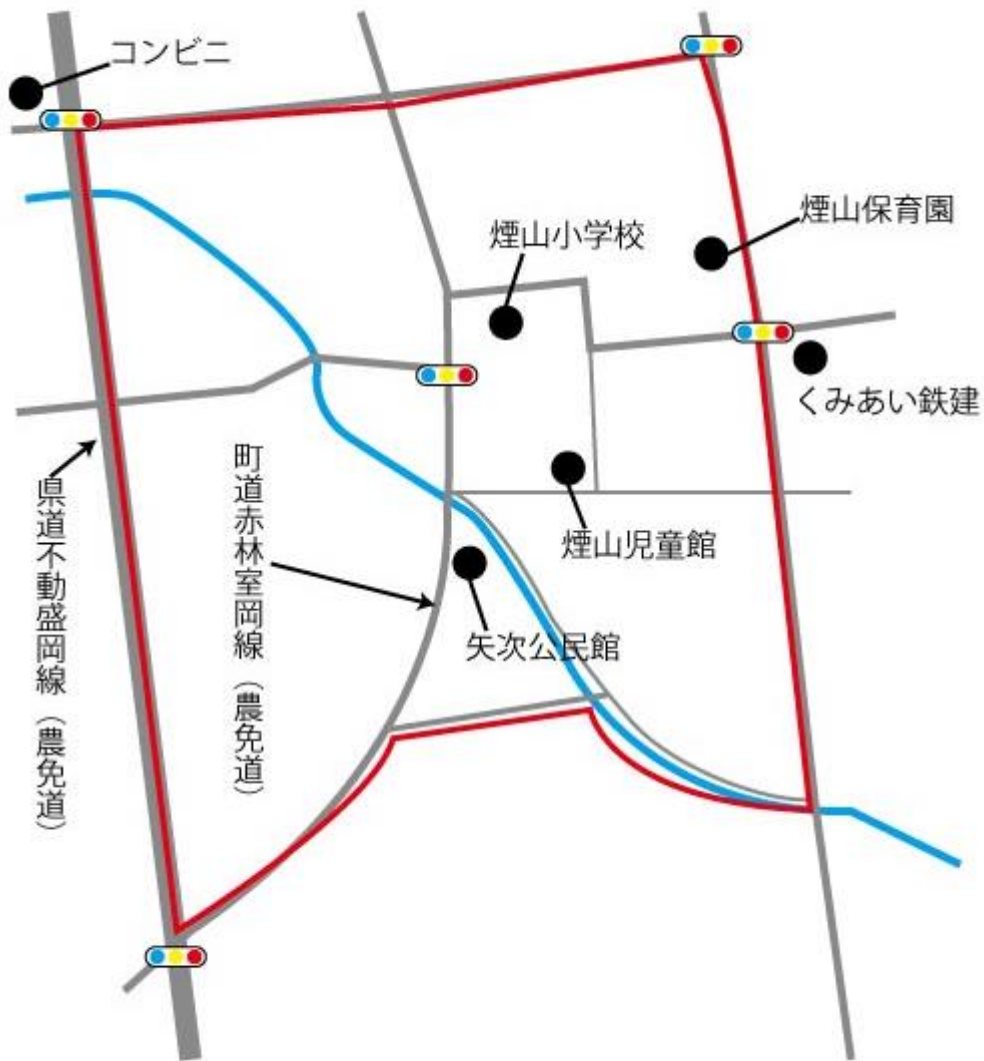 コンビニ
煙山保育園
煙山小学校
くみあい鉄建
県道不動盛岡線（農免道）
町道赤林室岡線（農免道）
煙山児童館
矢次公民館